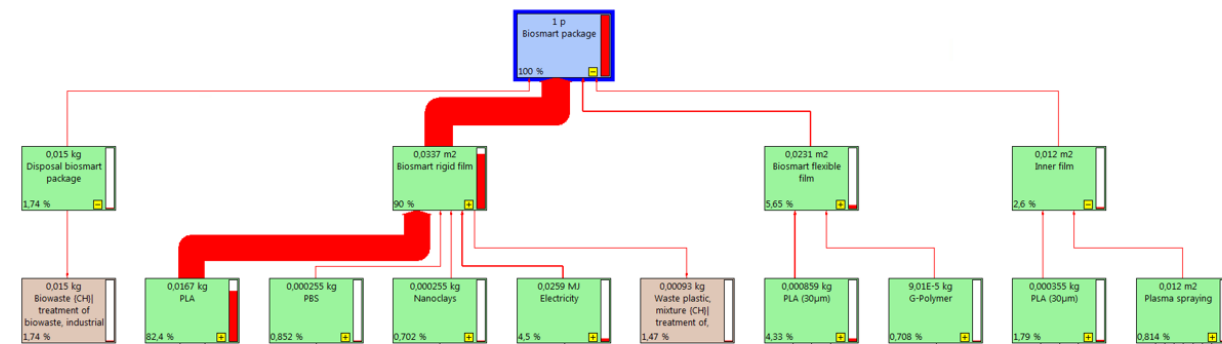 1 p
Biosmart package
100 %
0,015 kg
Disposal biosmart
package
1,74 %
0,0337 m2
Biosmart rigid film
90 %
0,0231 m2
Biosmart flexible
film
5,65 %
0,012 m2
Inner film
2,6 %
0,015 kg
Biowaste {CH}|
treatment of
biowaste, industrial
1,74 %
0,0167 kg
PLA
82,4 %
0,000255 kg
PBS
0,852 %
0,000255 kg
Nanoclays
0,702 %
0,0259 MJ
Electricity
4,5 %
0,00093 kg
Waste plastic,
mixture {CH}|
treatment of,
1,47 %
0,000859 kg
PLA (30µm)
4,33 %
9,01E-5 kg
G-Polymer
0,708 %
0,000355 kg
PLA (30µm)
1,79 %
0,012 m2
Plasma spraying
0,814 %